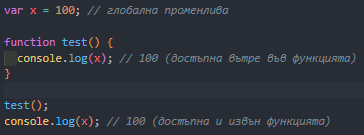 var x = 100; // глобална променлива
function test() {
  console.log(x); // 100 (достъпна вътре във функцията)
}
test();
console.log(x); // 100 (достъпна и извън функцията)